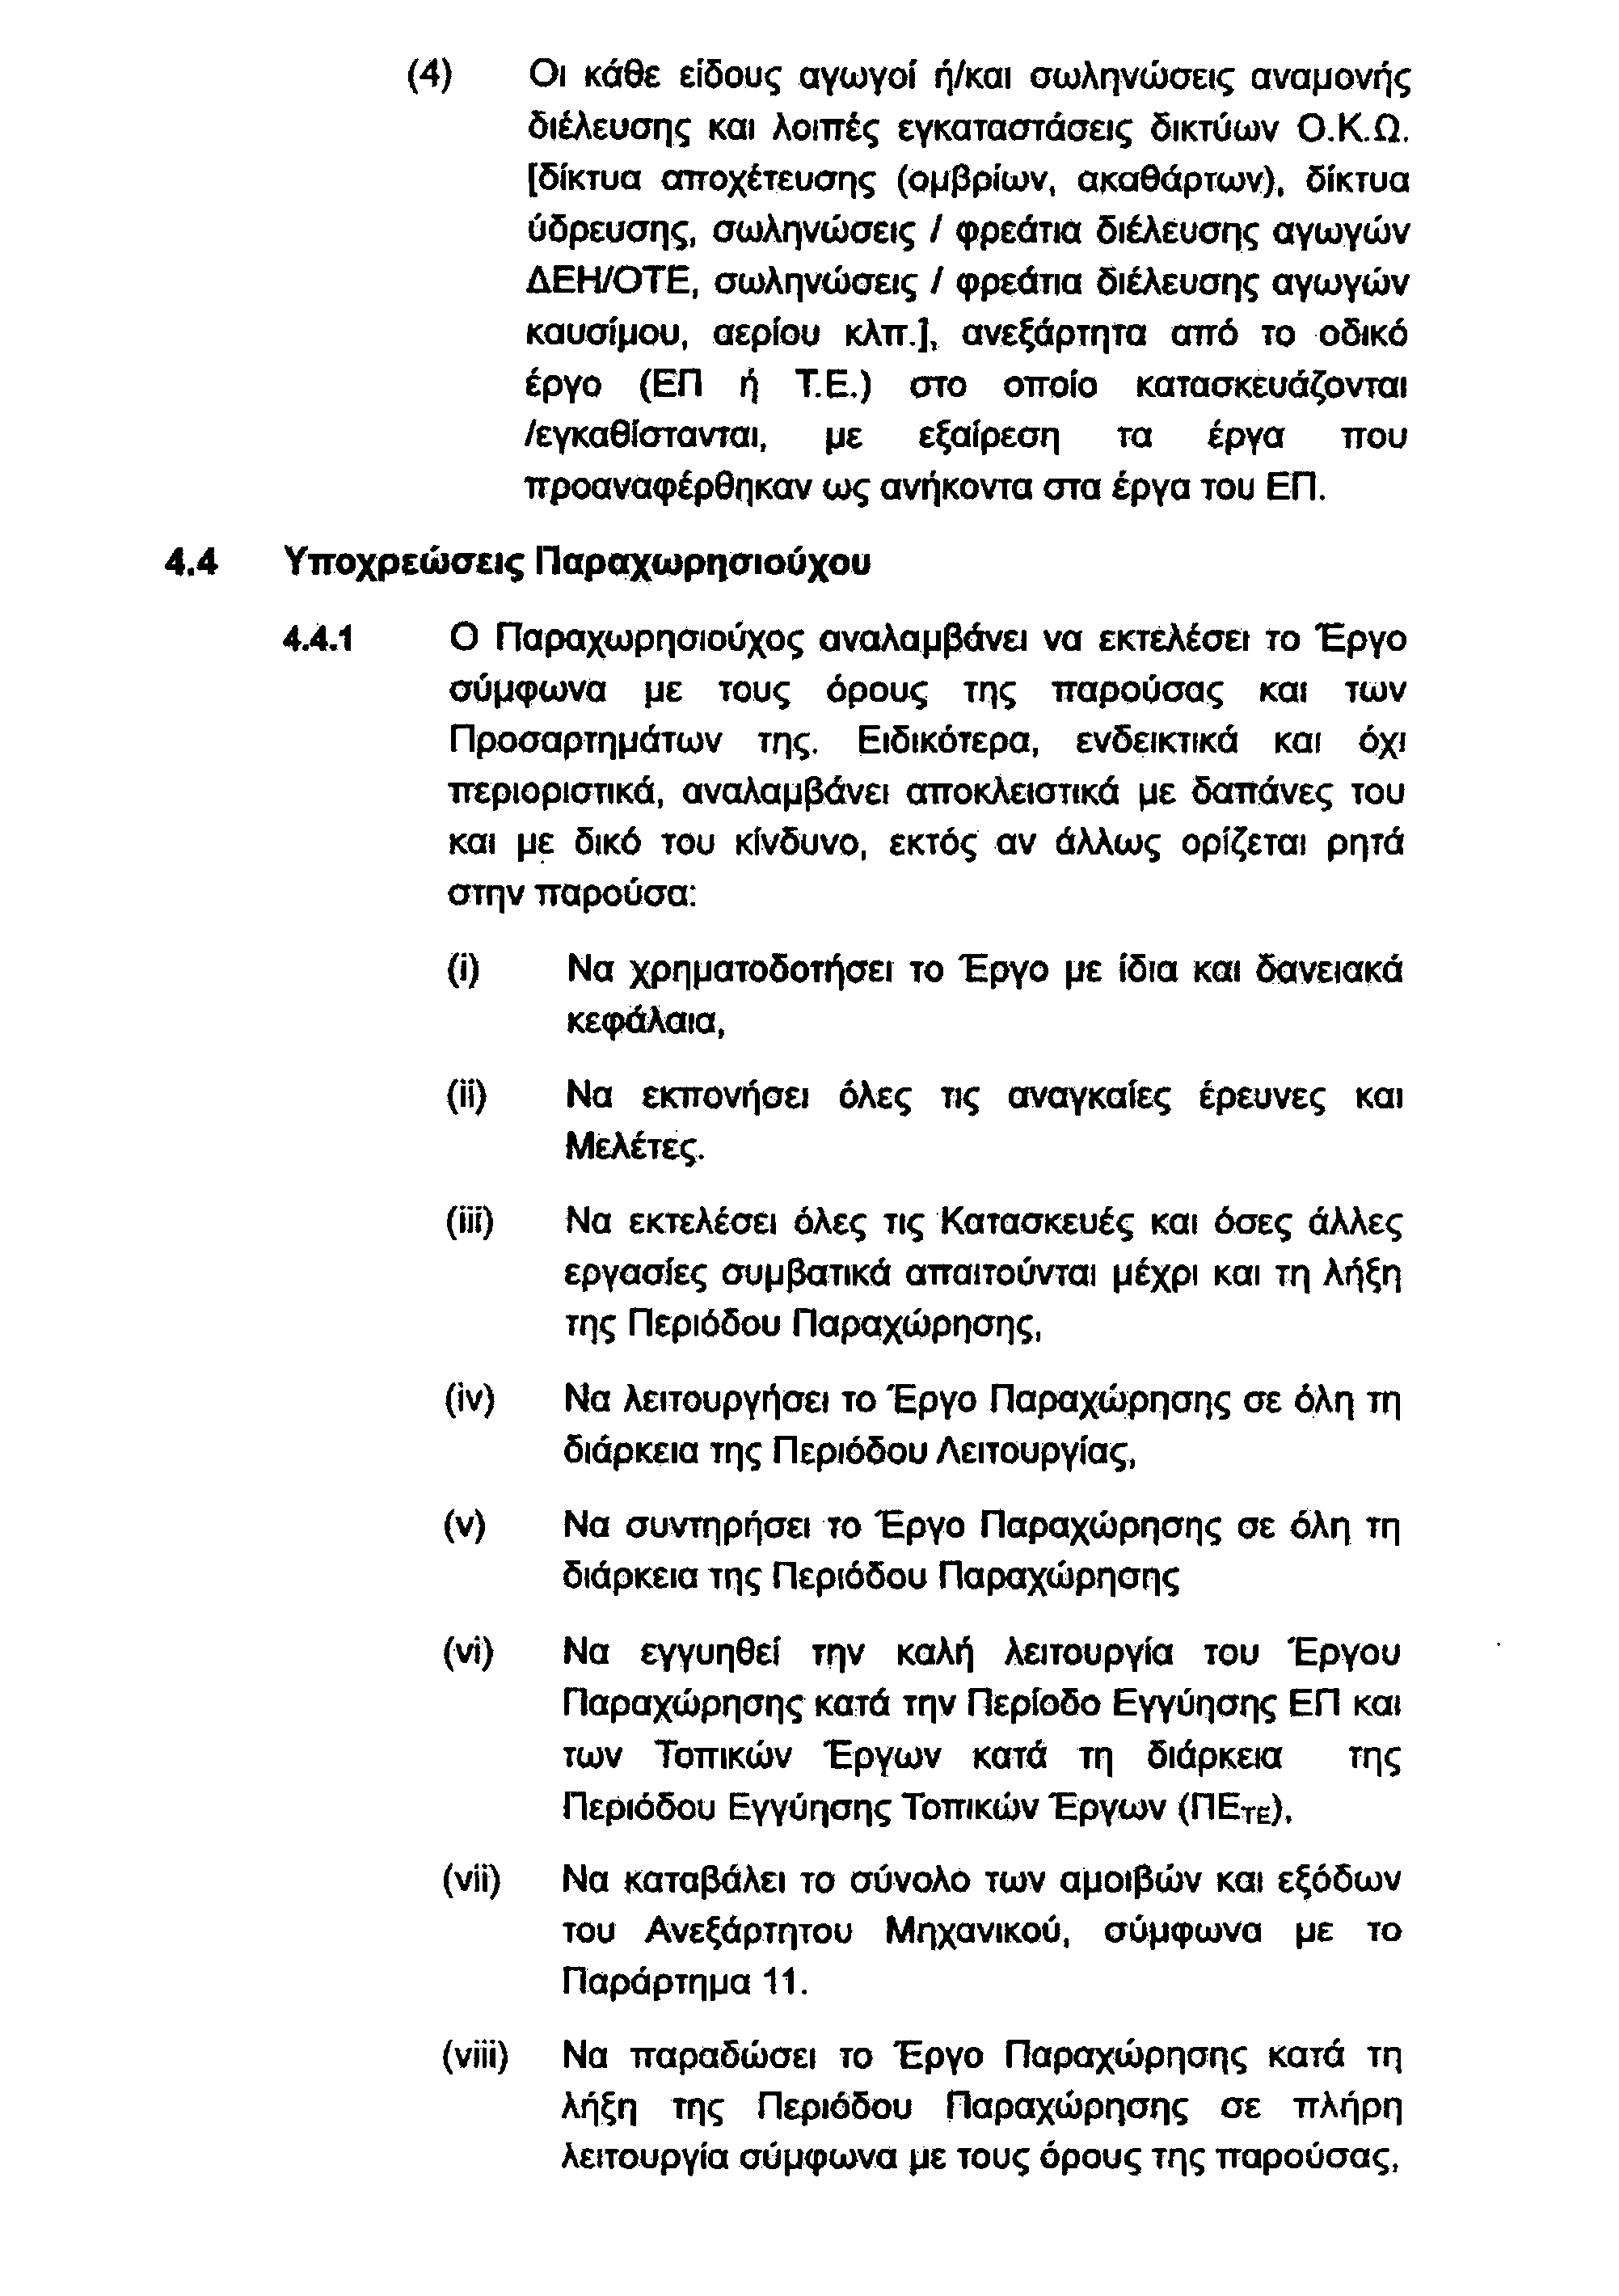 (4) Οι κάθε είδους αγωγοί ή/και σωληνώσεις αναμονής
διέλευσης και λοιπές εγκαταστάσεις δικτύων Ο.Κ.Ω.
[δίκτυα αποχέτευσης (ομβρίων, ακαθάρτων), δίκτυα
ύδρευσης, σωληνώσεις / φρεάτια διέλευσης αγωγών
ΔΕΗ/ΟΤΕ, σωληνώσεις / φρεάτια διέλευσης αγωγών
καυσίμου, αερίου κλπ.], ανεξάρτητα από το οδικό
έργο (ΕΠ ή Τ.Ε.) στο οποίο κατασκευάζονται
/εγκαθίστανται, με εξαίρεση τα έργα που
προαναφέρθηκαν ως ανήκοντα στα έργα του ΕΠ.
4.4 Υποχρεώσεις Παραχωρησιούχου
4.4.1 Ο Παραχωρησιούχος αναλαμβάνει να εκτελέσει το Έργο
σύμφωνα με τους όρους της παρούσας και των
Προσαρτημάτων της. Ειδικότερα, ενδεικτικά και όχι
περιοριστικά, αναλαμβάνει αποκλειστικά με δαπάνες του
και με δικό του κίνδυνο, εκτός αν άλλως ορίζεται ρητά
στην παρούσα:
(i) Να χρηματοδοτήσει το Έργο με ίδια και δανειακά
κεφάλαια,
(ii) Να εκπονήσει όλες τις αναγκαίες έρευνες και
Μελέτες.
(iii) Να εκτελέσει όλες τις Κατασκευές και όσες άλλες
εργασίες συμβατικά απαιτούνται μέχρι και τη λήξη
της Περιόδου Παραχώρησης,
(iv) Να λειτουργήσει το Έργο Παραχώρησης σε όλη τη
διάρκεια της Περιόδου Λειτουργίας,
(v) Να συντηρήσει το Έργο Παραχώρησης σε όλη τη
διάρκεια της Περιόδου Παραχώρησης
(vi) Να εγγυηθεί την καλή λειτουργία του Έργου
Παραχώρησης κατά την Περίοδο Εγγύησης ΕΠ και
των Τοπικών Έργων κατά τη διάρκεια της
Περιόδου Εγγύησης Τοπικών Έργων (ΠΕΤΕ),
(vii) Να καταβάλει το σύνολο των αμοιβών και εξόδων
του Ανεξάρτητου Μηχανικού, σύμφωνα με το
Παράρτημα 11.
(viii) Να παραδώσει το Έργο Παραχώρησης κατά τη
λήξη της Περιόδου Παραχώρησης σε πλήρη
λειτουργία σύμφωνα με τους όρους της παρούσας,